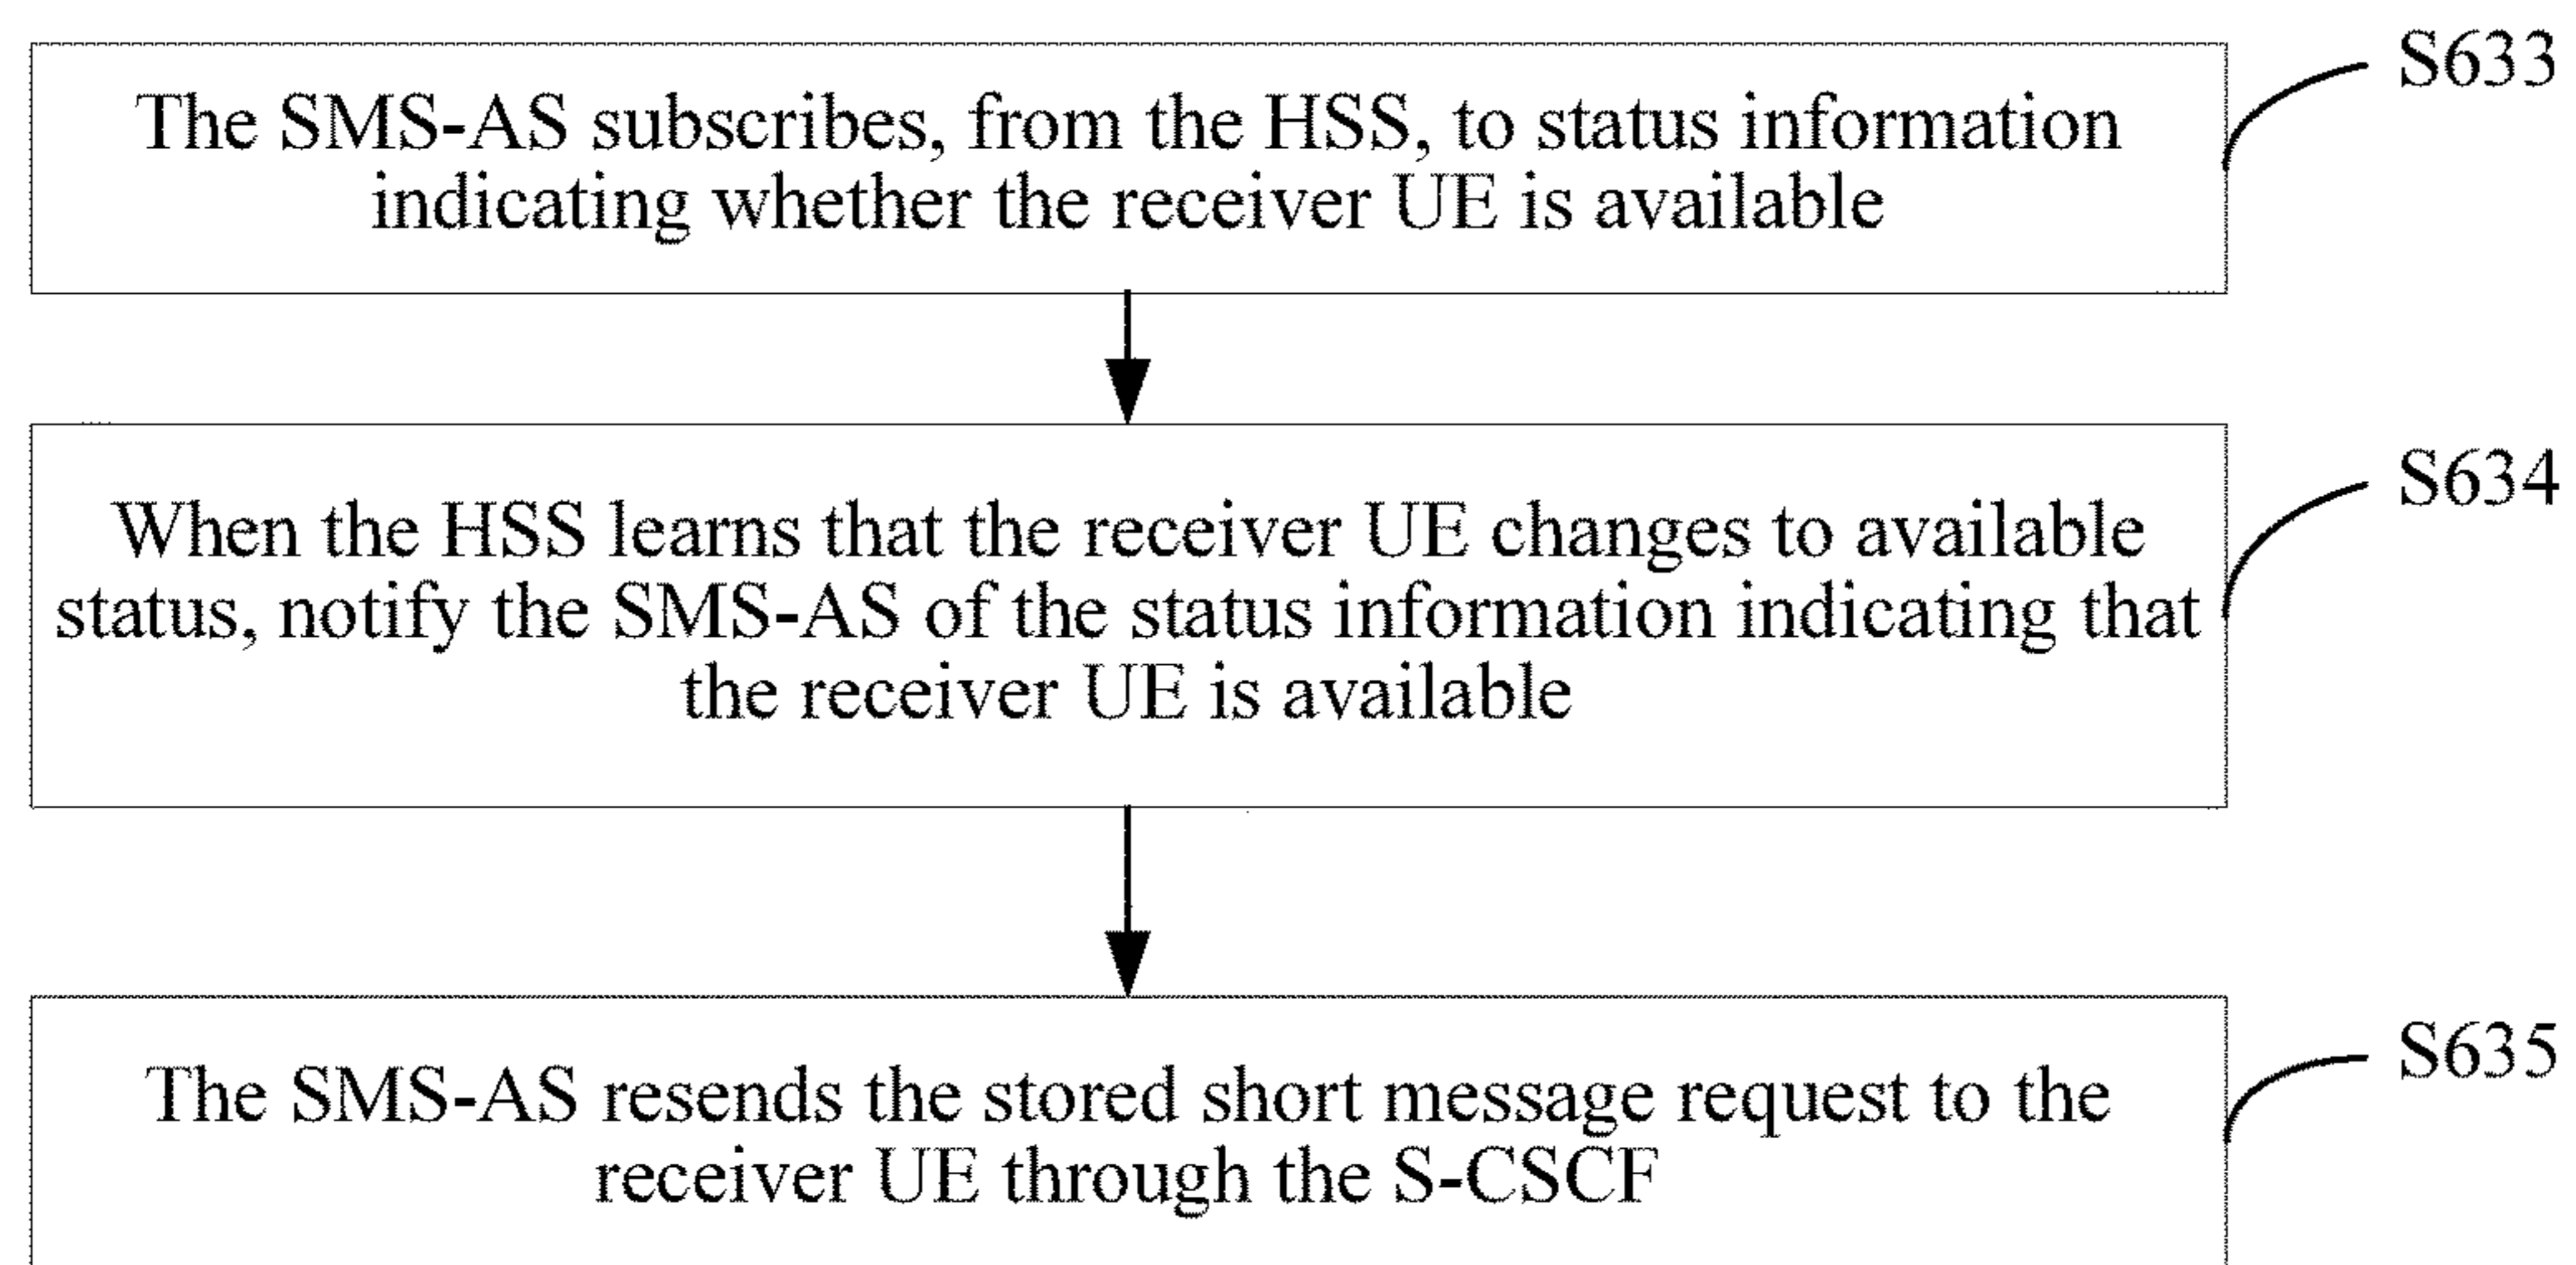 S633
The SMS-AS subscribes, from the HSS, to status information
indicating whether the receiver UE is available
S634
When the HSS learns that the receiver UE changes to available
status, notify the SMS-AS of the status information indicating that
the receiver UE is available
S635
The SMS-AS resends the stored short message request to the
receiver UE through the S-CSCF